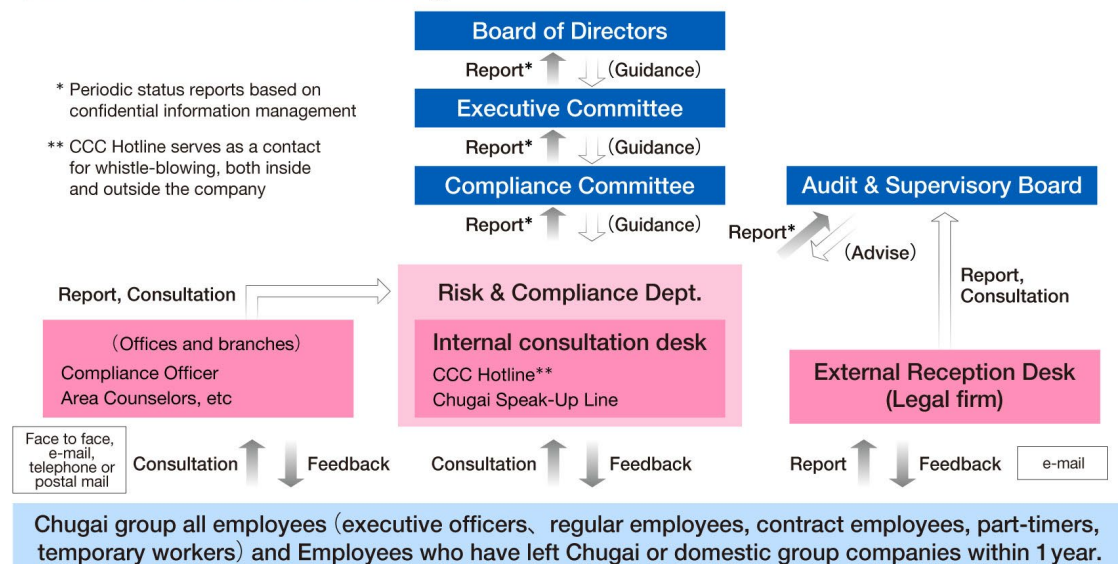 Board of Directors
Report* (Guidance)
* Periodic status reports based on
confidential information management
Executive Committee
** CCC Hotline serves as a contact
for whistle-blowing, both inside
and outside the company
Report* (Guidance)
Compliance Committee
Audit & Supervisory Board
Report* (Guidance)
Report*
(Advise)
Report,
Consultation
Report, Consultation
Risk & Compliance Dept.
(Offices and branches)
Compliance Officer
Area Counselors, etc
Internal consultation desk
CCC Hotline**
Chugai Speak-Up Line
External Reception Desk
(Legal firm)
Face to face,
e-mail,
telephone or
postal mail
Consultation Feedback
Consultation Feedback
Report Feedback
e-mail
Chugai group all employees (executive officers、regular employees, contract employees, part-timers,
temporary workers) and Employees who have left Chugai or domestic group companies within 1 year.